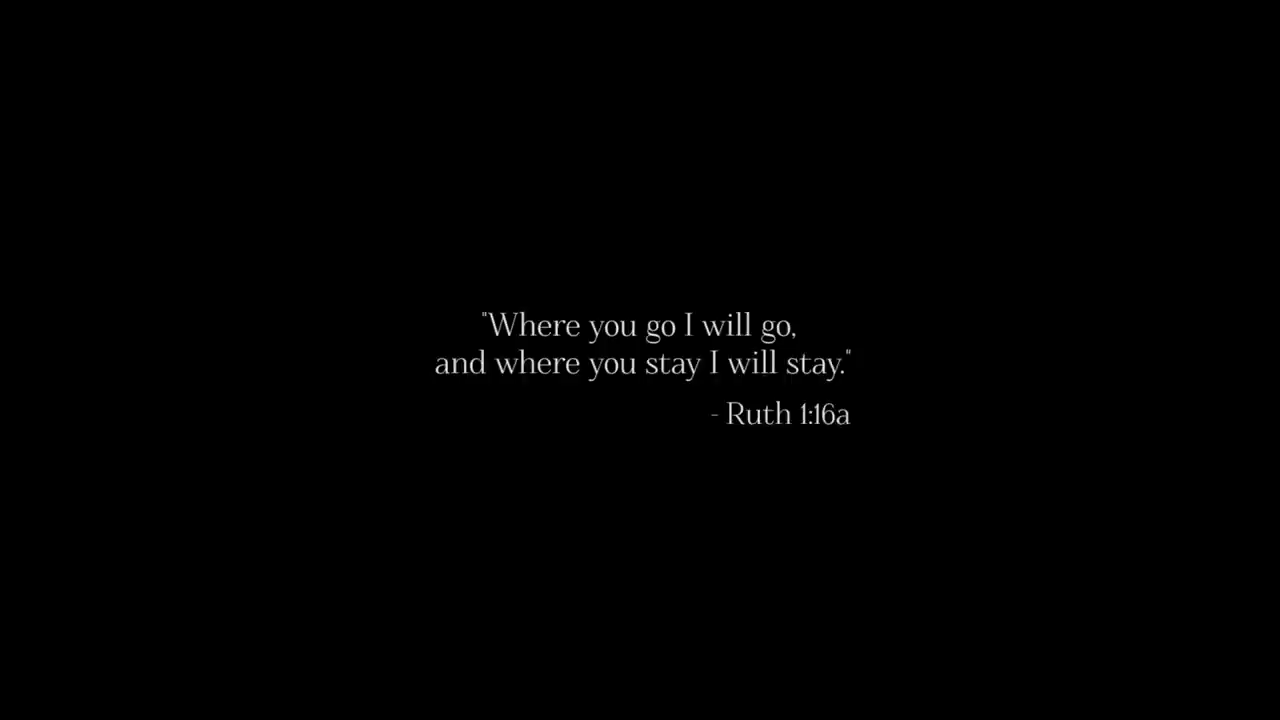 "Where you go I will go,
and where you stay I will stay."
- Ruth 1:16a